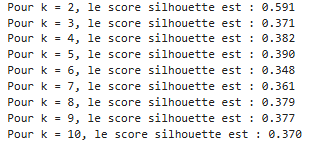 Pour k = 2, le score silhouette est : 0.591
Pour k = 3, le score silhouette est : 0.371
Pour k = 4, le score silhouette est : 0.382
Pour k = 5, le score silhouette est : 0.390
Pour k = 6, le score silhouette est : 0.348
Pour k = 7, le score silhouette est : 0.361
Pour k = 8, le score silhouette est : 0.379
Pour k = 9, le score silhouette est : 0.377
Pour k = 10, le score silhouette est : 0.370